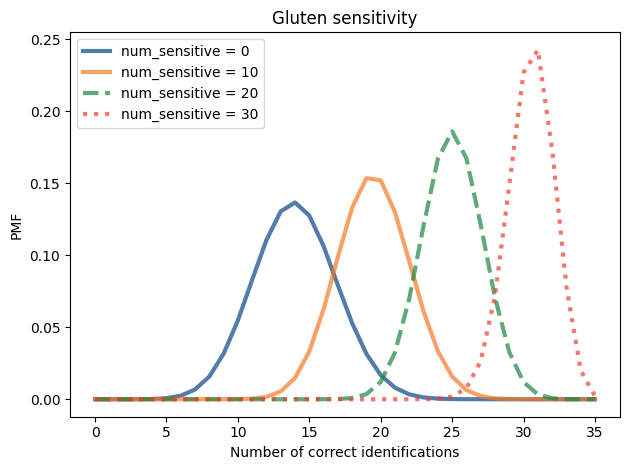 Gluten sensitivity
num_sensitive = 0
num_sensitive = 10
num_sensitive = 20
num_sensitive = 30
PMF
0.25
0.20
0.15
0.10
0.05
0.00
0 5 10 15 20 25 30 35
Number of correct identifications